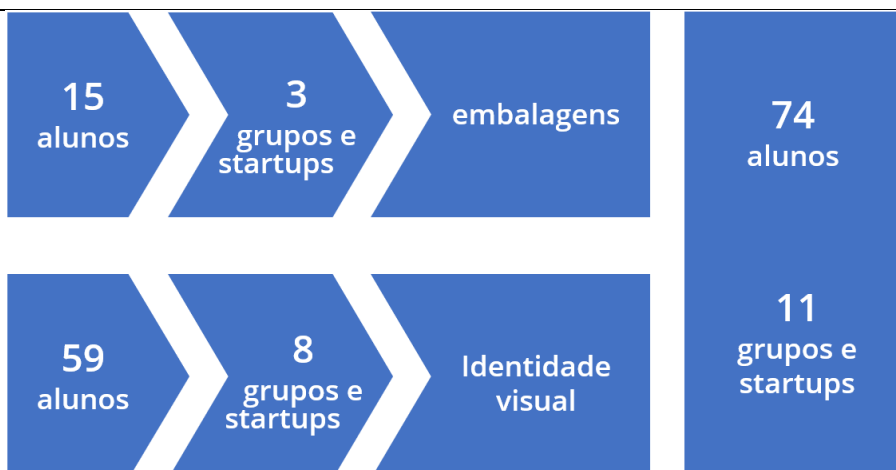 15
alunos
3
grupos e
startups
embalagens
59
alunos
8
grupos e
startups
Identidade
visual
74
alunos
11
grupos e
startups